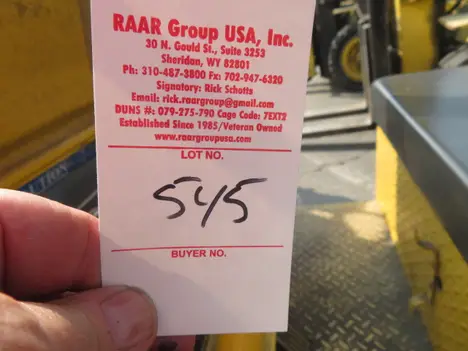 RAAR Group USA, Inc.
30 N. Gould St., Suite 3253
Sheridan, WY 82801
Ph: 310-487-3800 Fx: 702-947-6320
Signatory: Rick Schotts
Email: rick.raargroup@gmail.com
DUNS #: 079-275-790 Cage Code: 7EXT2
Established Since 1985/Veteran Owned
www.raargroupusa.com
LOT NO.
545
BUYER NO.